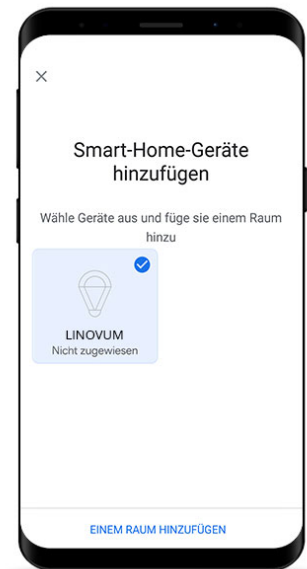 Smart-Home-Geräte
hinzufügen
Wähle Geräte aus und füge sie einem Raum
hinzu
LINOVUM
Nicht zugewiesen
EINEM RAUM HINZUFÜGEN